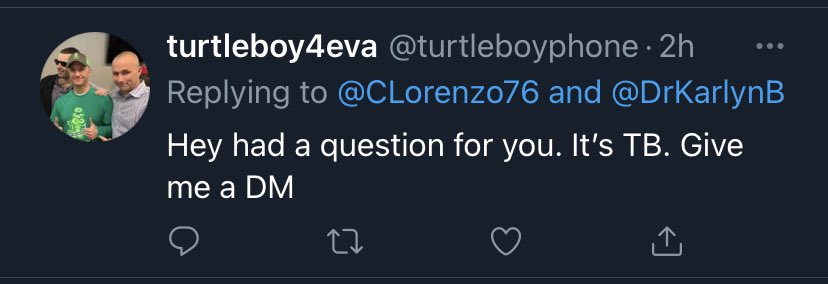 turtleboy4eva @turtleboyphone · 2h
Replying to @CLorenzo76 and @DrKarlynB
Hey had a question for you. It’s TB. Give
me a DM